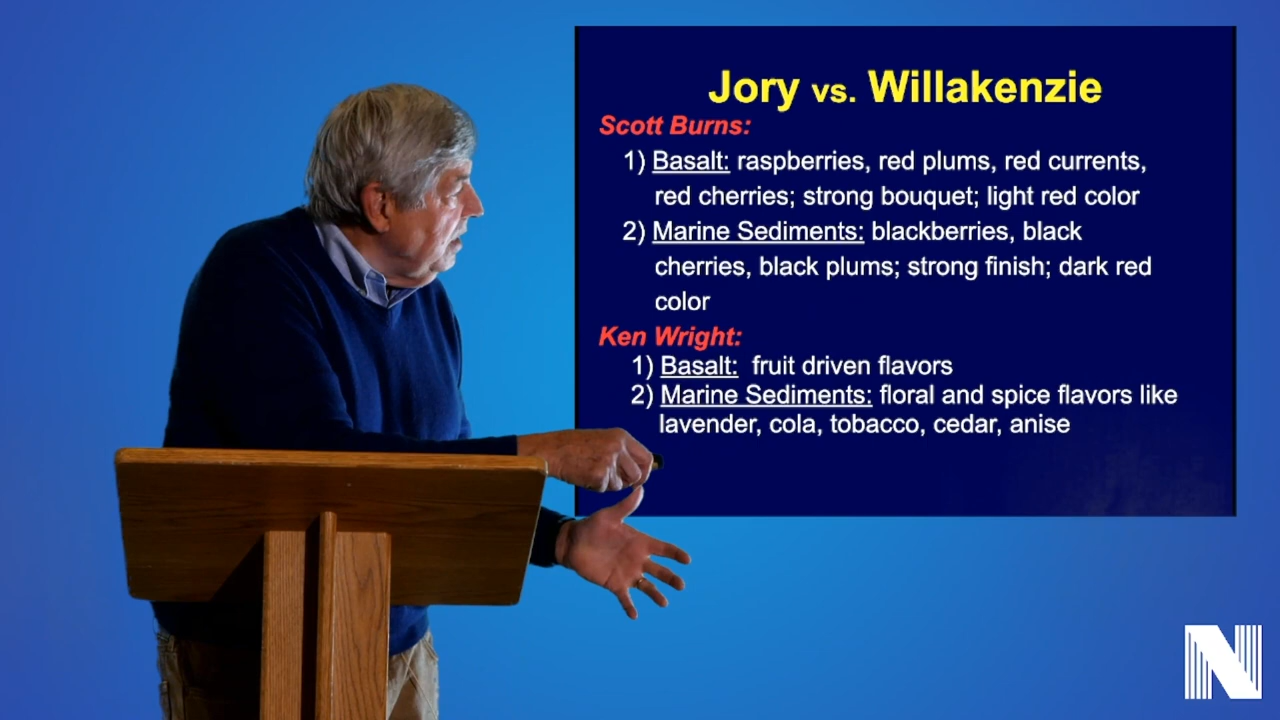 Jory vs. Willakenzie
Scott Burns:
1) Basalt: raspberries, red plums, red currents,
red cherries; strong bouquet; light red color
2) Marine Sediments: blackberries, black
cherries, black plums; strong finish; dark red
color
Ken Wright:
1) Basalt: fruit driven flavors
2) Marine Sediments: floral and spice flavors like
lavender, cola, tobacco, cedar, anise
N